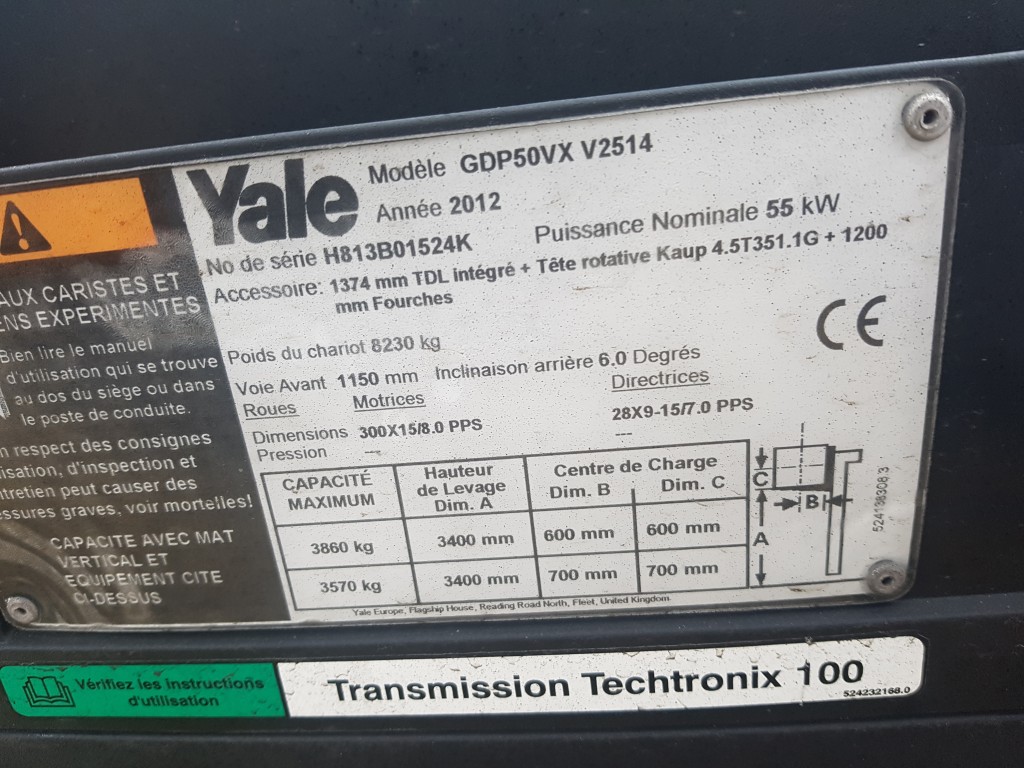 Yale
Modèle GDP50VX V2514
Année 2012
No de série H813B01524K
Puissance Nominale 55 kW
Accessoire: 1374 mm TDL intégré + Tête rotative Kaup 4.5T351.1G + 1200
mm Fourches
CE
Poids du chariot 8230 kg
Voie Avant 1150 mm Inclinaison arrière 6.0 Degrés
Roues Motrices Directrices
Dimensions 300X15/8.0 PPS 28X9-15/7.0 PPS
Pression --- ---
CAPACITÉ MAXIMUM
Hauteur de Levage Dim. A
Centre de Charge
Dim. B Dim. C
3860 kg 3400 mm 600 mm 600 mm
3570 kg 3400 mm 700 mm 700 mm
C
B
A
Yale Europe, Flagship House, Reading Road North, Fleet, United Kingdom.
AUX CARISTES ET
ENS EXPERIMENTES
Bien lire le manuel
d'utilisation qui se trouve
au dos du siège ou dans
le poste de conduite.
respect des consignes
d'inspection et
peut causer des
graves, voir mortelles!
CAPACITE AVEC MAT
VERTICAL ET
EQUIPEMENT CITE
CI-DESSUS
Vérifiez les Instructions
d'utilisation
Transmission Techtronix 100
524232168.0